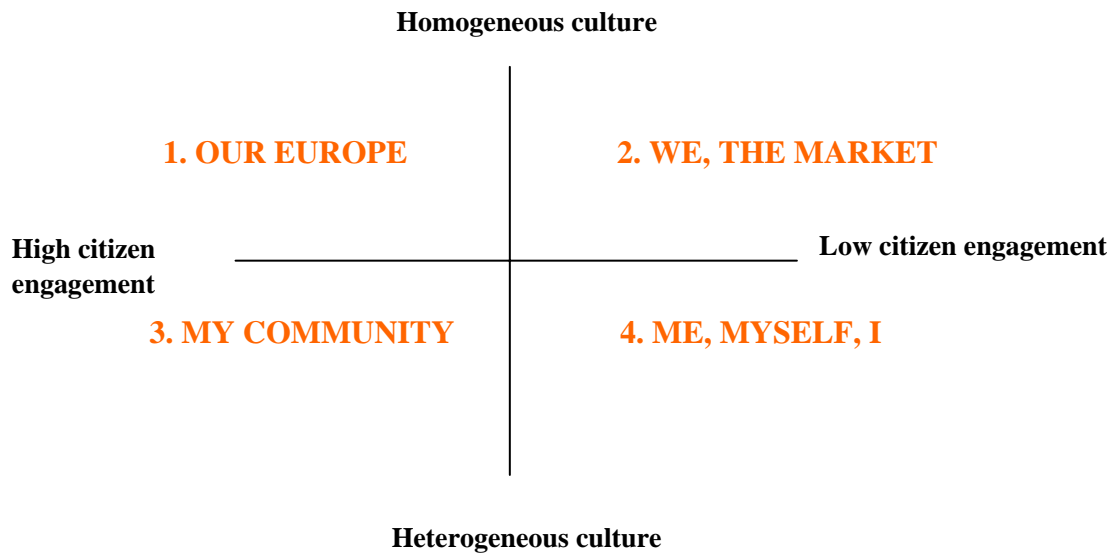 Homogeneous culture
1. OUR EUROPE
2. WE, THE MARKET
High citizen
engagement
Low citizen engagement
3. MY COMMUNITY
4. ME, MYSELF, I
Heterogeneous culture